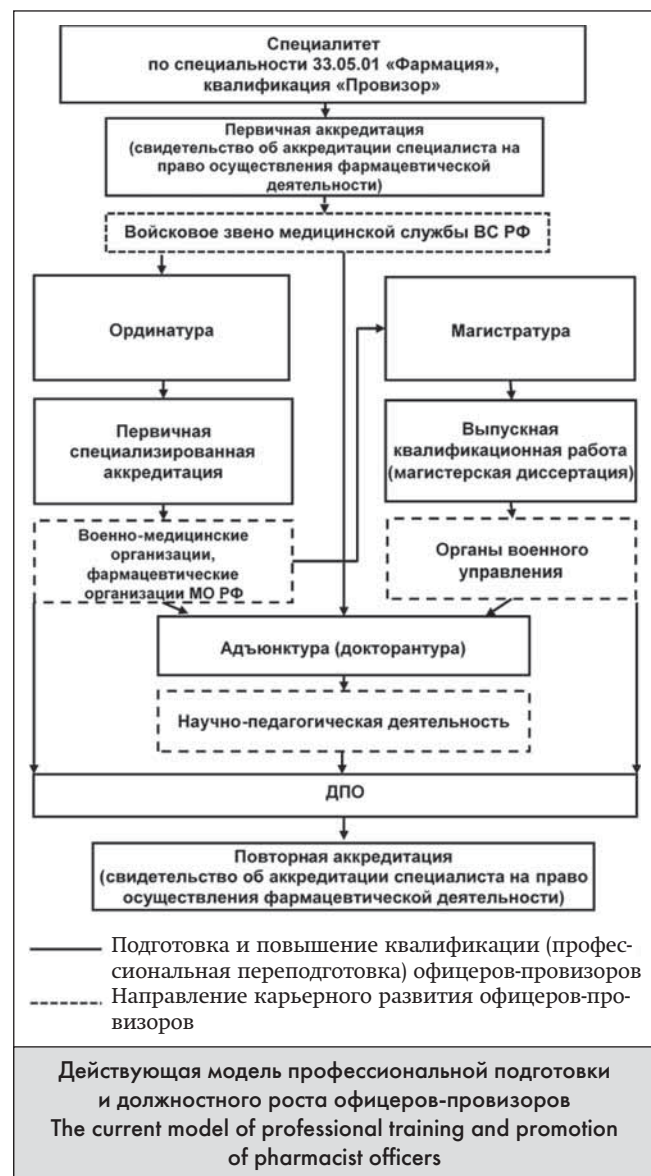 Специалитет
по специальности 33.05.01 «Фармация»,
квалификация «Провизор»
Первичная аккредитация
(свидетельство об аккредитации специалиста на
право осуществления фармацевтической
деятельности)
Войсковое звено медицинской службы ВС РФ
Ординатура
Магистратура
Первичная
специализированная
аккредитация
Выпускная
квалификационная работа
(магистерская диссертация)
Военно-медицинские
организации,
фармацевтические
организации МО РФ
Органы военного
управления
Адъюнктура (докторантура)
Научно-педагогическая деятельность
ДПО
Повторная аккредитация
(свидетельство об аккредитации специалиста на право
осуществления фармацевтической деятельности)
Подготовка и повышение квалификации (профес-
сиональная переподготовка) офицеров-провизоров
Направление карьерного развития офицеров-про-
визоров
Действующая модель профессиональной подготовки
и должностного роста офицеров-провизоров
The current model of professional training and promotion
of pharmacist officers